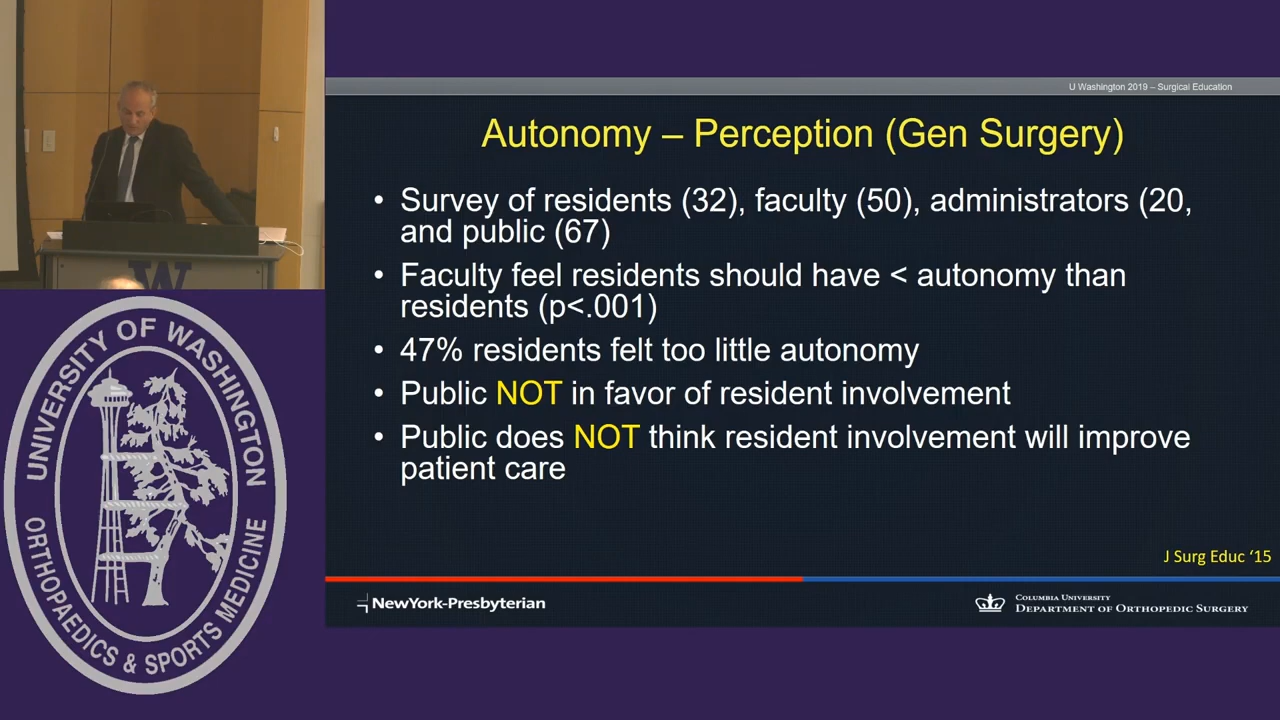 U Washington 2019 – Surgical Education
Autonomy – Perception (Gen Surgery)
• Survey of residents (32), faculty (50), administrators (20,
and public (67)
• Faculty feel residents should have < autonomy than
residents (p<.001)
• 47% residents felt too little autonomy
• Public NOT in favor of resident involvement
• Public does NOT think resident involvement will improve
patient care
J Surg Educ ‘15
NewYork-Presbyterian
COLUMBIA UNIVERSITY
DEPARTMENT OF ORTHOPEDIC SURGERY
W
UNIVERSITY OF WASHINGTON
ORTHOPAEDICS & SPORTS MEDICINE